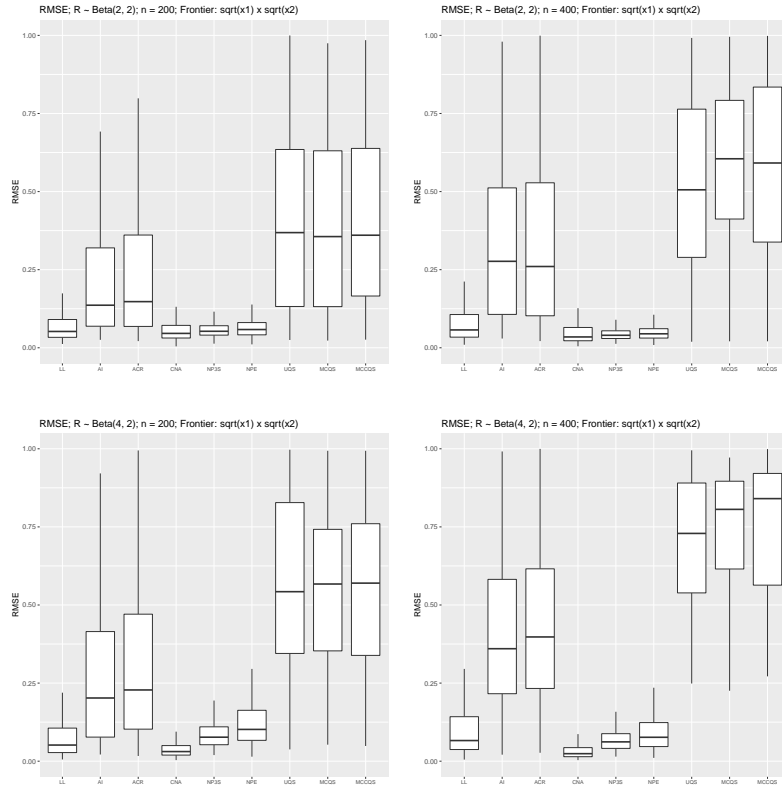 RMSE; R ~ Beta(2, 2); n = 200; Frontier: sqrt(x1) x sqrt(x2)
1.00
0.75
0.50
0.25
0.00
RMSE
LL AI ACR CNA NP3S NPE UQS MCQS MCCQS
RMSE; R ~ Beta(2, 2); n = 400; Frontier: sqrt(x1) x sqrt(x2)
1.00
0.75
0.50
0.25
0.00
RMSE
LL AI ACR CNA NP3S NPE UQS MCQS MCCQS
RMSE; R ~ Beta(4, 2); n = 200; Frontier: sqrt(x1) x sqrt(x2)
1.00
0.75
0.50
0.25
0.00
RMSE
LL AI ACR CNA NP3S NPE UQS MCQS MCCQS
RMSE; R ~ Beta(4, 2); n = 400; Frontier: sqrt(x1) x sqrt(x2)
1.00
0.75
0.50
0.25
0.00
RMSE
LL AI ACR CNA NP3S NPE UQS MCQS MCCQS